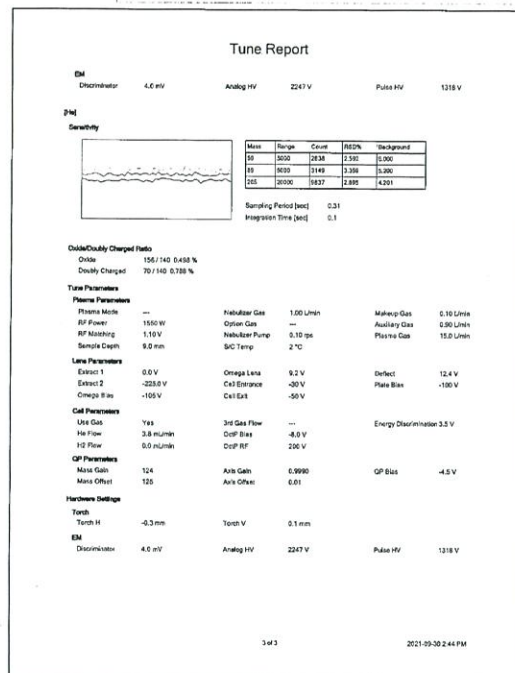 Tune Report
EM
Discriminator 4.0 mV Analog HV 2247 V Pulse HV 1318 V
[He]
Sensitivity
Mass Range Count RSD% Background
5000 2838 5.000
89 5000 3149 5.200
205 20000 9837 2.895 4.201
Sampling Period [sec] 0.31
Integration Time [sec] 0.1
Oxide/Doubly Charged Ratio
Oxide 156 / 140 0.498 %
Doubly Charged 70 / 140 0.788 %
Tune Parameters
Plasma Parameters
Plasma Mode --- Nebulizer Gas 1.00 L/min Makeup Gas 0.10 L/min
RF Power 1550 W Option Gas --- Auxiliary Gas 0.90 L/min
RF Matching 1.10 V Nebulizer Pump 0.10 rps Plasma Gas 15.0 L/min
Sample Depth 9.0 mm S/C Temp 2 °C
Lens Parameters
Extract 1 0.0 V Omega Lens 9.2 V Deflect 12.4 V
Extract 2 -225.0 V Cell Entrance -30 V Plate Bias -100 V
Omega Bias -105 V Cell Exit -50 V
Cell Parameters
Use Gas Yes 3rd Gas Flow --- Energy Discrimination 3.5 V
He Flow 3.8 mL/min OctP Bias -8.0 V
H2 Flow 0.0 mL/min OctP RF 200 V
QP Parameters
Mass Gain 124 Axis Gain 0.9990 QP Bias -4.5 V
Mass Offset 125 Axis Offset 0.01
Hardware Settings
Torch
Torch H -0.3 mm Torch V 0.1 mm
EM
Discriminator 4.0 mV Analog HV 2247 V Pulse HV 1318 V
3 of 3 2021-09-30 2:44 PM